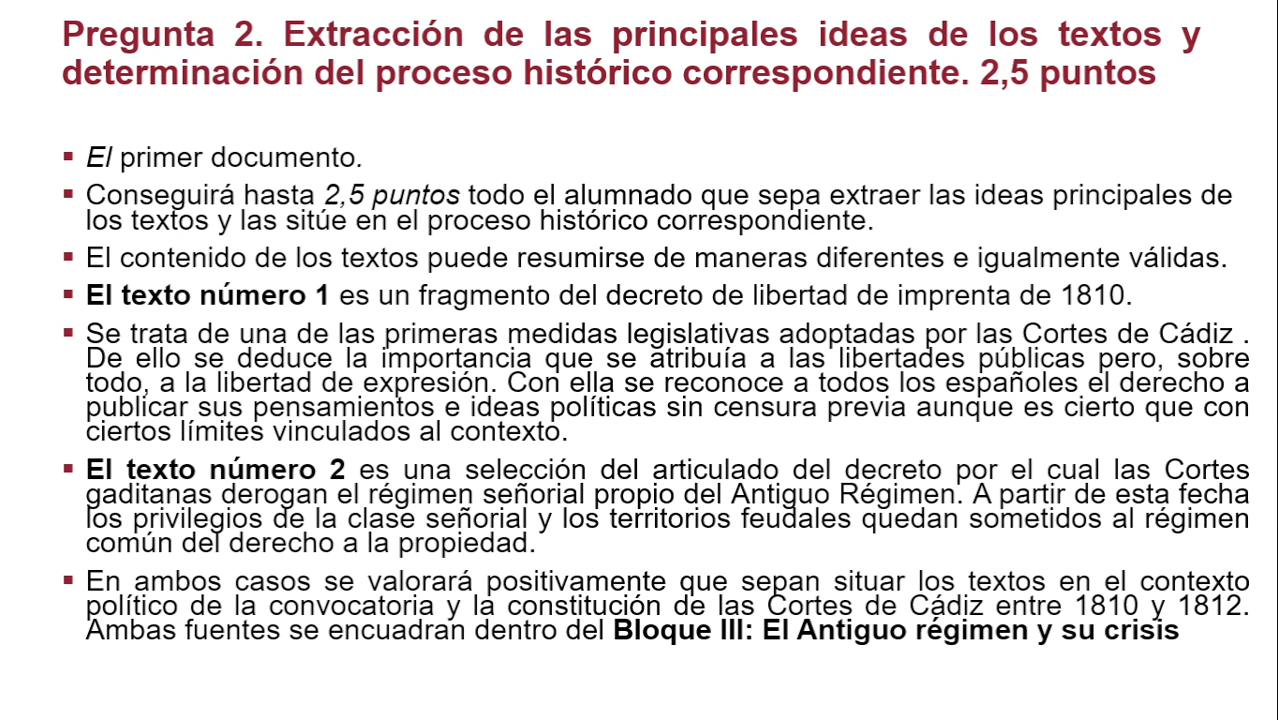 Pregunta 2. Extracción de las principales ideas de los textos y
determinación del proceso histórico correspondiente. 2,5 puntos
▪ El primer documento.
▪ Conseguirá hasta 2,5 puntos todo el alumnado que sepa extraer las ideas principales de
los textos y las sitúe en el proceso histórico correspondiente.
▪ El contenido de los textos puede resumirse de maneras diferentes e igualmente válidas.
▪ El texto número 1 es un fragmento del decreto de libertad de imprenta de 1810.
▪ Se trata de una de las primeras medidas legislativas adoptadas por las Cortes de Cádiz .
De ello se deduce la importancia que se atribuía a las libertades públicas pero, sobre
todo, a la libertad de expresión. Con ella se reconoce a todos los españoles el derecho a
publicar sus pensamientos e ideas políticas sin censura previa aunque es cierto que con
ciertos límites vinculados al contexto.
▪ El texto número 2 es una selección del articulado del decreto por el cual las Cortes
gaditanas derogan el régimen señorial propio del Antiguo Régimen. A partir de esta fecha
los privilegios de la clase señorial y los territorios feudales quedan sometidos al régimen
común del derecho a la propiedad.
▪ En ambos casos se valorará positivamente que sepan situar los textos en el contexto
político de la convocatoria y la constitución de las Cortes de Cádiz entre 1810 y 1812.
Ambas fuentes se encuadran dentro del Bloque III: El Antiguo régimen y su crisis